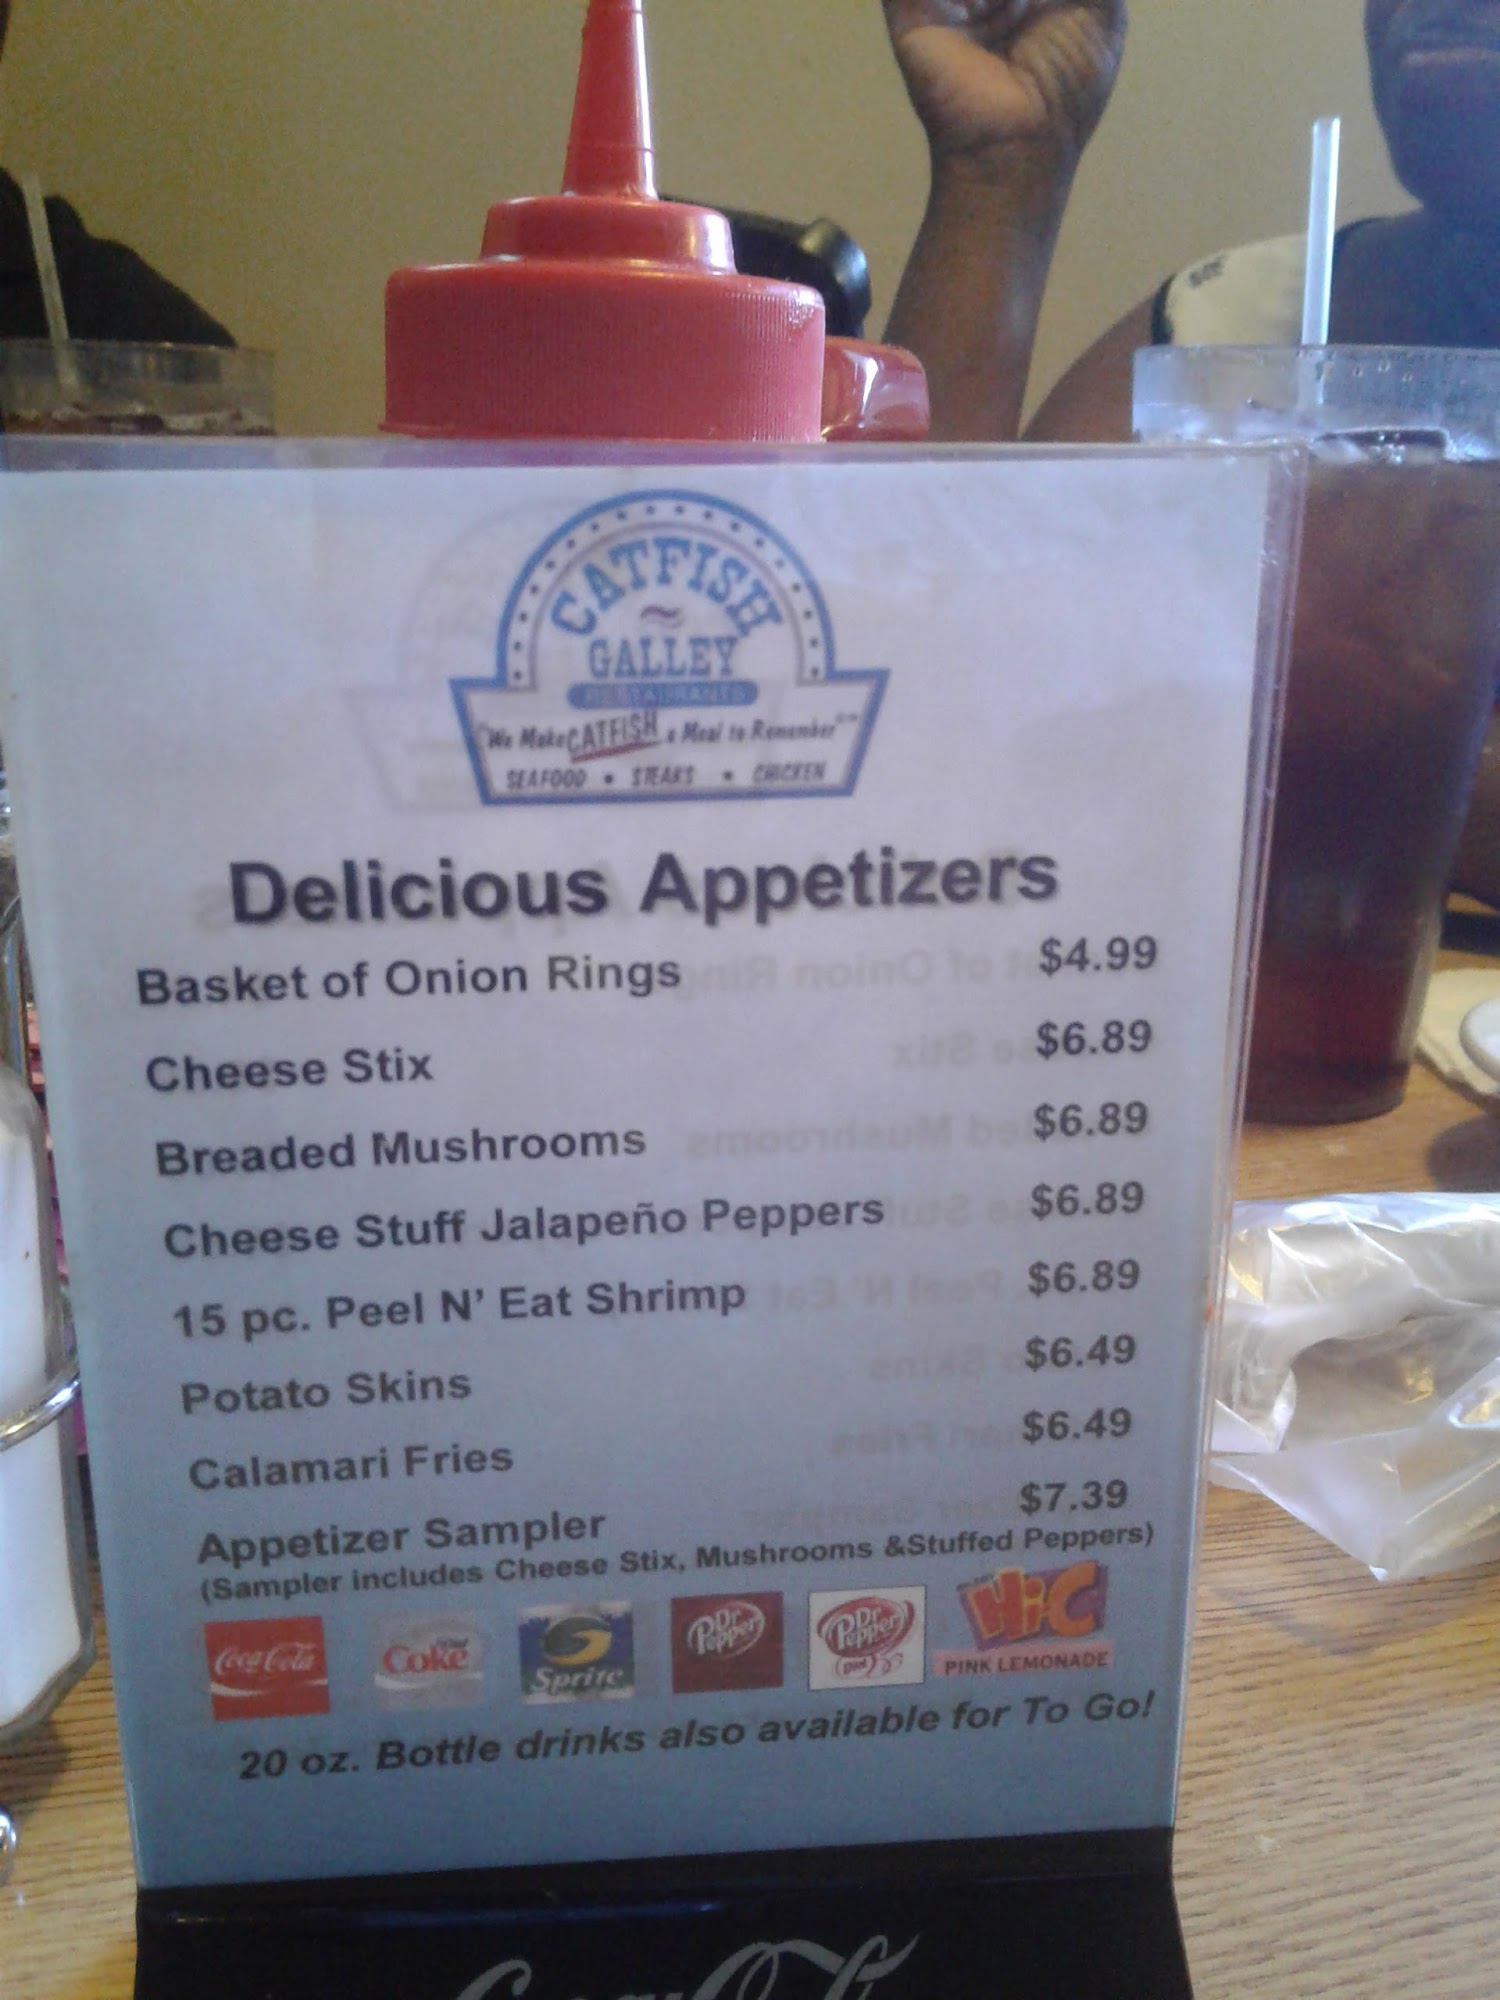 CATFISH
GALLEY
RESTAURANTS
"We Make CATFISH a Meal to Remember"
SEAFOOD • STEAKS • CHICKEN
Delicious Appetizers
Basket of Onion Rings $4.99
Cheese Stix $6.89
Breaded Mushrooms $6.89
Cheese Stuff Jalapeño Peppers $6.89
15 pc. Peel N' Eat Shrimp $6.89
Potato Skins $6.49
Calamari Fries $6.49
Appetizer Sampler $7.39
(Sampler includes Cheese Stix, Mushrooms &Stuffed Peppers)
Coca-Cola Coke Sprite Dr Pepper Dr Pepper Diet Hi-C
PINK LEMONADE
20 oz. Bottle drinks also available for To Go!